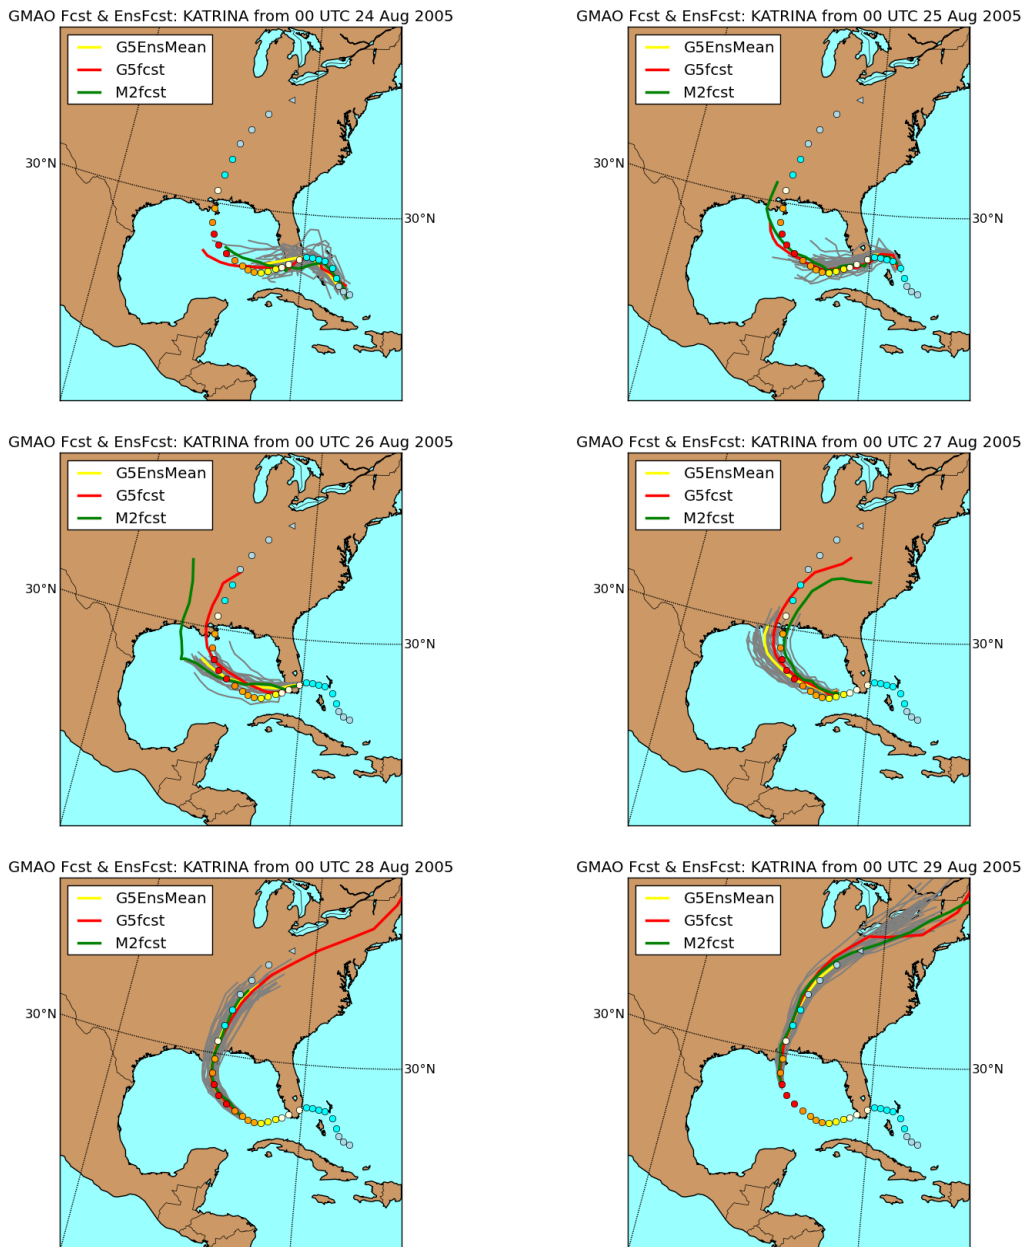 GMAO Fcst & EnsFcst: KATRINA from 00 UTC 24 Aug 2005
G5EnsMean
G5fcst
M2fcst
30°N
30°N
GMAO Fcst & EnsFcst: KATRINA from 00 UTC 25 Aug 2005
G5EnsMean
G5fcst
M2fcst
30°N
30°N
GMAO Fcst & EnsFcst: KATRINA from 00 UTC 26 Aug 2005
G5EnsMean
G5fcst
M2fcst
30°N
30°N
GMAO Fcst & EnsFcst: KATRINA from 00 UTC 27 Aug 2005
G5EnsMean
G5fcst
M2fcst
30°N
30°N
GMAO Fcst & EnsFcst: KATRINA from 00 UTC 28 Aug 2005
G5EnsMean
G5fcst
M2fcst
30°N
30°N
GMAO Fcst & EnsFcst: KATRINA from 00 UTC 29 Aug 2005
G5EnsMean
G5fcst
M2fcst
30°N
30°N